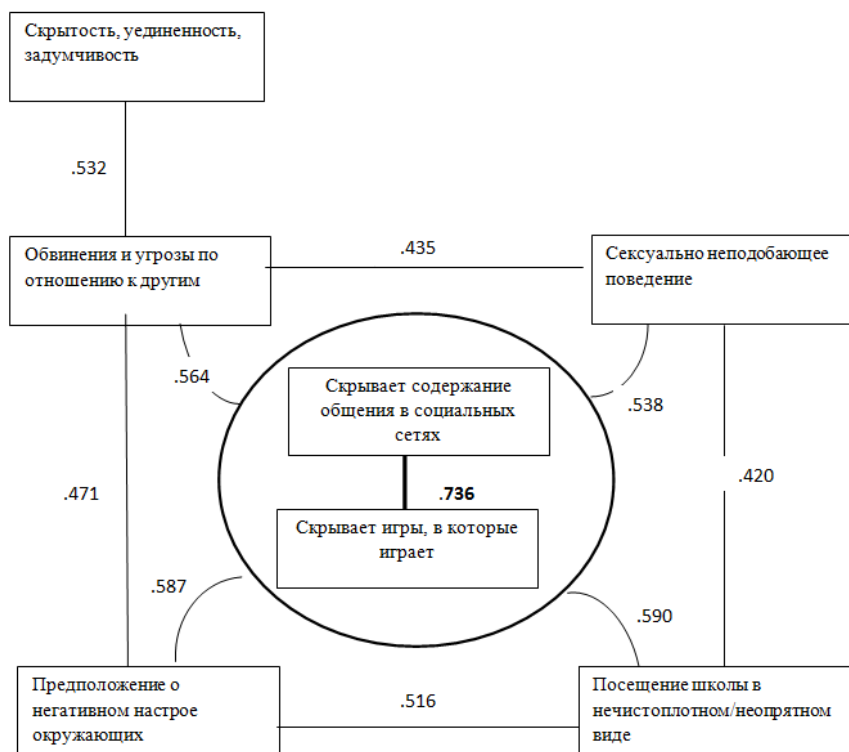 Скрытость, уединенность,
задумчивость
.532
Обвинения и угрозы по
отношению к другим
.435
Сексуально неподобающее
поведение
.564
Скрывает содержание
общения в социальных
сетях
.538
.471
.736
.420
Скрывает игры, в которые
играет
.587
.590
Предположение о
негативном настрое
окружающих
.516
Посещение школы в
нечистоплотном/неопрятном
виде